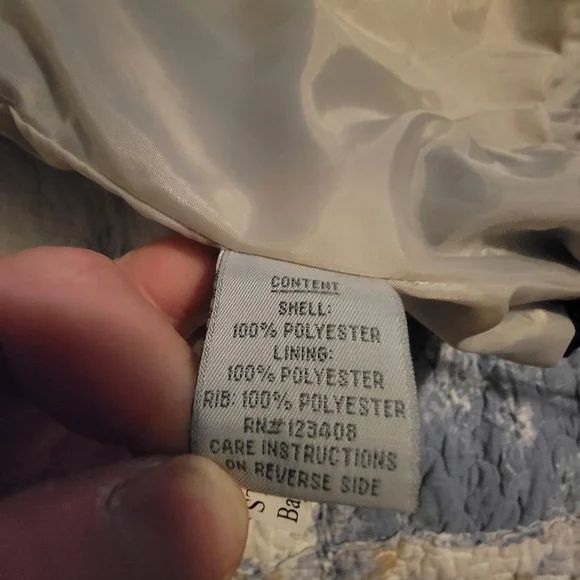 CONTENT
SHELL:
100% POLYESTER
LINING:
100% POLYESTER
RIB: 100% POLYESTER
RN# 123408
CARE INSTRUCTIONS
ON REVERSE SIDE